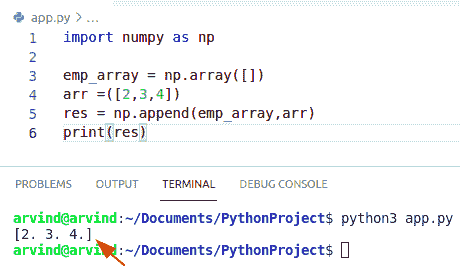 app.py > ...
1 import numpy as np
2
3 emp_array = np.array([])
4 arr =([2,3,4])
5 res = np.append(emp_array,arr)
6 print(res)
PROBLEMS OUTPUT TERMINAL DEBUG CONSOLE
arvind@arvind:~/Documents/PythonProject$ python3 app.py
[2. 3. 4.]
arvind@arvind:~/Documents/PythonProject$